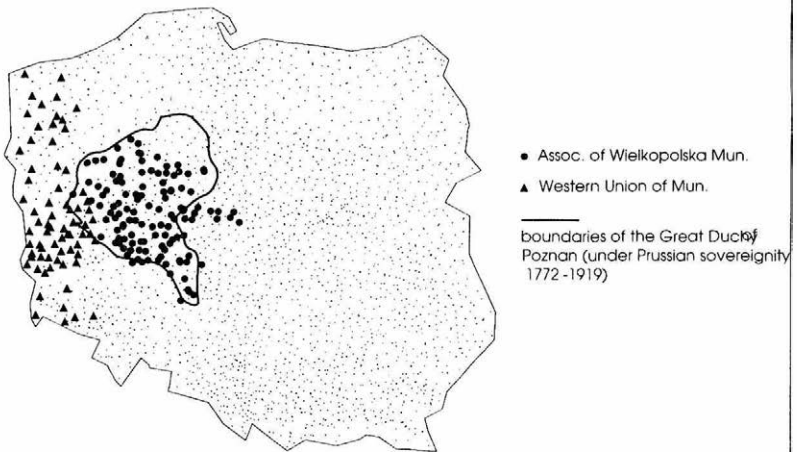 Assoc. of Wielkopolska Mun.
Western Union of Mun.
boundaries of the Great Duchy of
Poznan (under Prussian sovereignity
1772-1919)